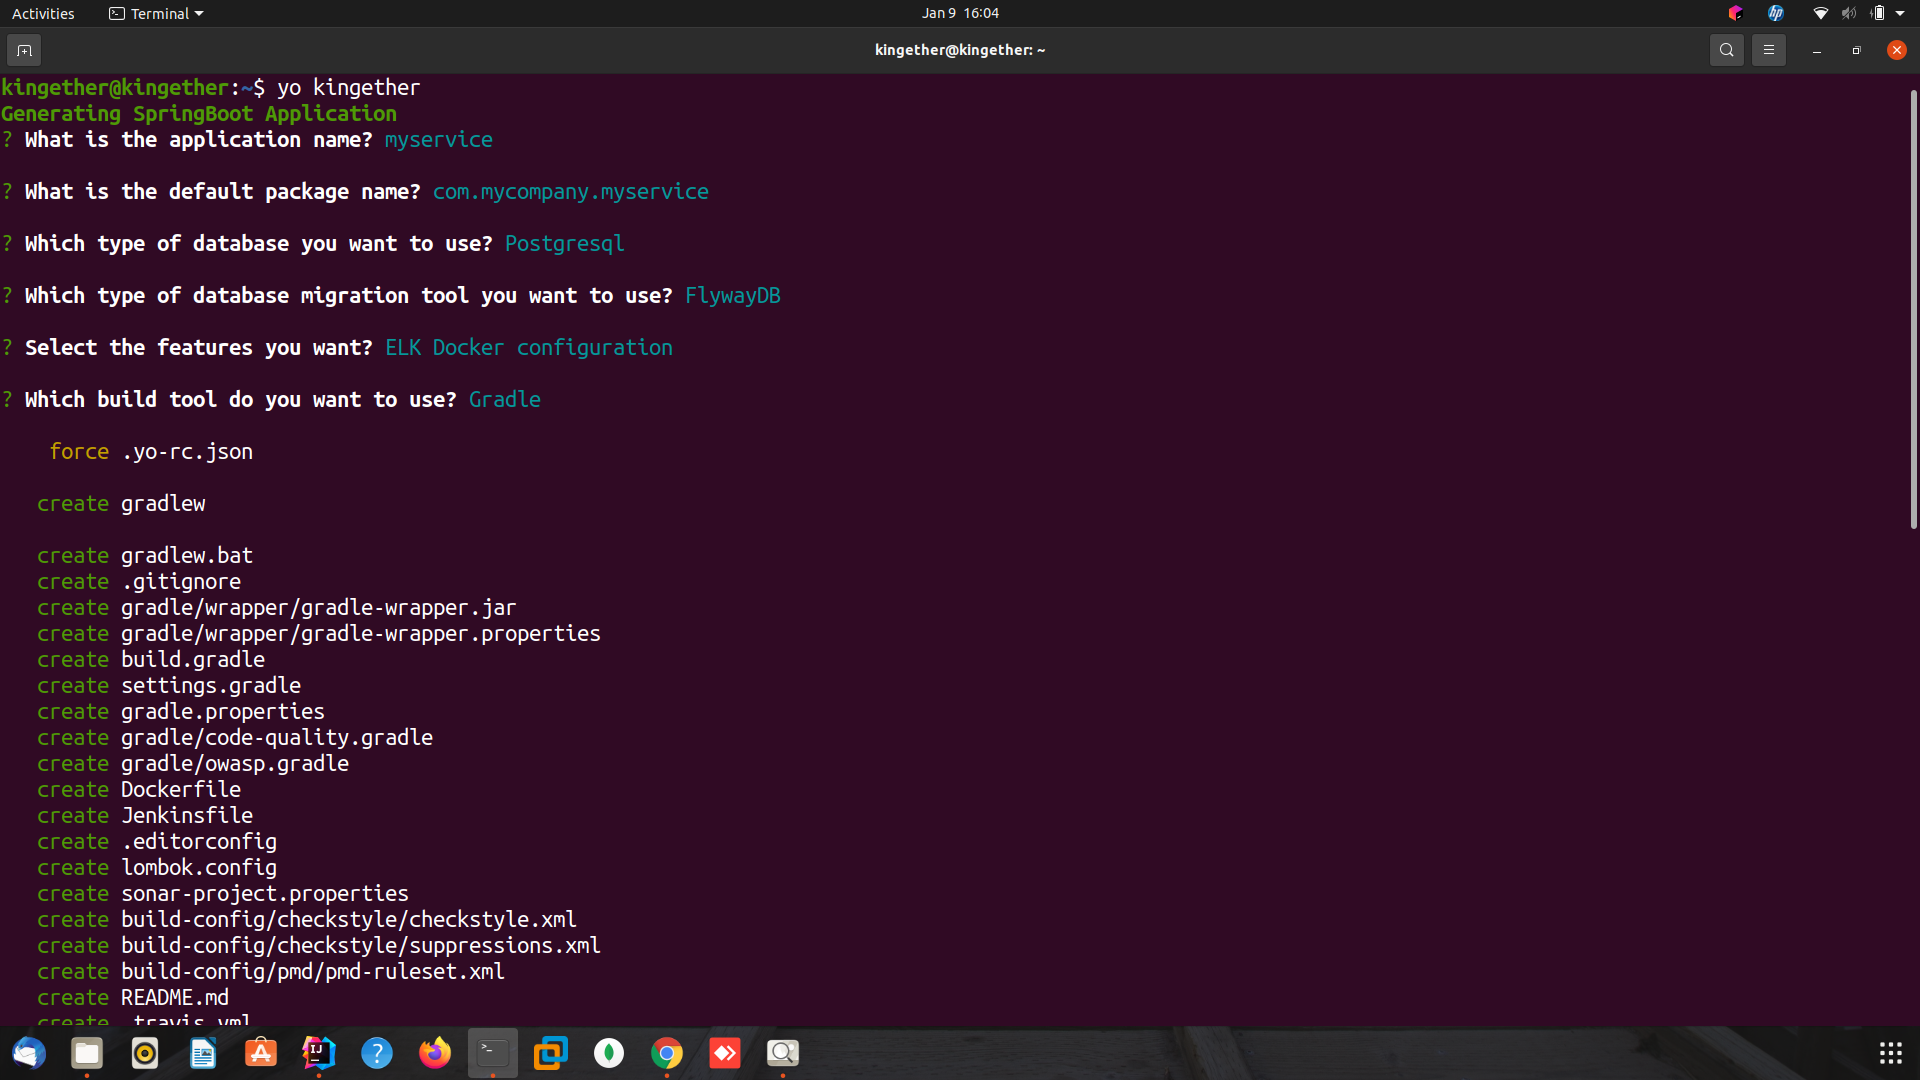 Activities Terminal Jan 9 16:04
kingether@kingether: ~
kingether@kingether:~$ yo kingether
Generating SpringBoot Application
? What is the application name? myservice
? What is the default package name? com.mycompany.myservice
? Which type of database you want to use? Postgresql
? Which type of database migration tool you want to use? FlywayDB
? Select the features you want? ELK Docker configuration
? Which build tool do you want to use? Gradle
force .yo-rc.json
create gradlew
create gradlew.bat
create .gitignore
create gradle/wrapper/gradle-wrapper.jar
create gradle/wrapper/gradle-wrapper.properties
create build.gradle
create settings.gradle
create gradle.properties
create gradle/code-quality.gradle
create gradle/owasp.gradle
create Dockerfile
create Jenkinsfile
create .editorconfig
create lombok.config
create sonar-project.properties
create build-config/checkstyle/checkstyle.xml
create build-config/checkstyle/suppressions.xml
create build-config/pmd/pmd-ruleset.xml
create README.md
create .travis.yml